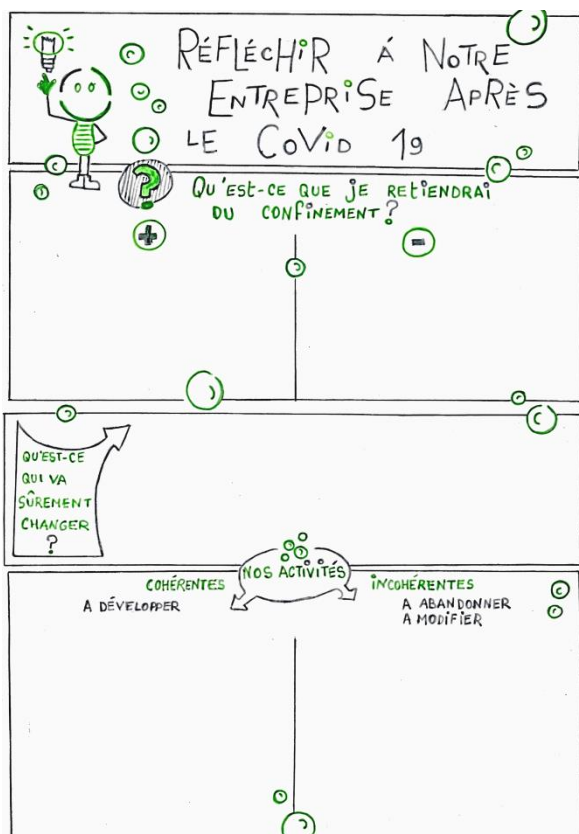 RÉFLÉCHiR Á NOTRE
ENTREPRiSE APRÈS
LE CoViD 19
?
QU'EST-CE QUE jE RETiENDRAi
DU CONFiNEMENT ?
+
-
QU'EST-CE
QUI VA
SÛREMENT
CHANGER
?
NOS ACTiViTÉS
COHÉRENTES
A DÉVELOPPER
iNCOHÉRENTES
A ABANDONNER
A MODIFIER